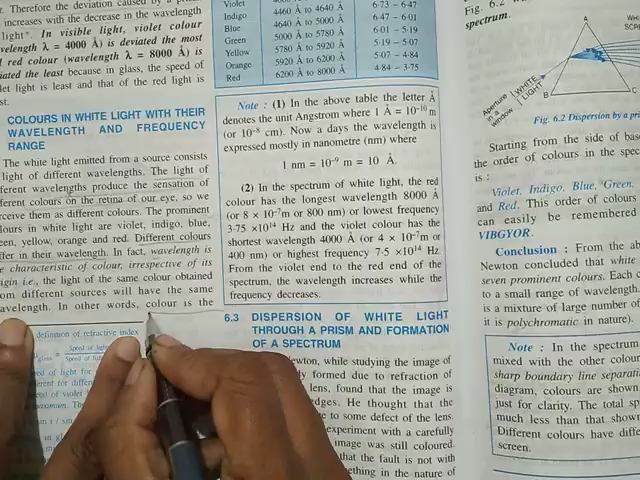 r. Therefore the deviation caused by a
increases with the decrease in the wavelength
light*. In visible light, violet colour
velength λ = 4000 Å) is deviated the most
red colour (wavelength λ = 8000 Å) is
iated the least because in glass, the speed of
let light is least and that of the red light is
st.
COLOURS IN WHITE LIGHT WITH THEIR
WAVELENGTH AND FREQUENCY
RANGE
The white light emitted from a source consists
light of different wavelengths. The light of
fferent wavelengths produce the sensation of
fferent colours on the retina of our eye, so we
rceive them as different colours. The prominent
lours in white light are violet, indigo, blue,
een, yellow, orange and red. Different colours
ffer in their wavelength. In fact, wavelength is
e characteristic of colour, irrespective of its
igin i.e., the light of the same colour obtained
om different sources will have the same
avelength. In other words, colour is the
definition of refractive index
glass = Speed of light
Violet
Indigo 4460 Å to 4640 Å 6·73 – 6·47
Blue 4640 Å to 5000 Å 6·47 – 6·01
Green 5000 Å to 5780 Å 6·01 – 5·19
Yellow 5780 Å to 5920 Å 5·19 – 5·07
Orange 5920 Å to 6200 Å 5·07 – 4·84
Red 6200 Å to 8000 Å 4·84 – 3·75
Note : (1) In the above table the letter Å
denotes the unit Angstrom where 1 Å = 10⁻¹⁰ m
(or 10⁻⁸ cm). Now a days the wavelength is
expressed mostly in nanometre (nm) where
1 nm = 10⁻⁹ m = 10 Å.
(2) In the spectrum of white light, the red
colour has the longest wavelength 8000 Å
(or 8 × 10⁻⁷m or 800 nm) or lowest frequency
3·75 ×10¹⁴ Hz and the violet colour has the
shortest wavelength 4000 Å (or 4 × 10⁻⁷m or
400 nm) or highest frequency 7·5 ×10¹⁴ Hz.
From the violet end to the red end of the
spectrum, the wavelength increases while the
frequency decreases.
6.3 DISPERSION OF WHITE LIGHT
THROUGH A PRISM AND FORMATION
OF A SPECTRUM
ewton, while studying the image of
ly formed due to refraction of
lens, found that the image is
edges. He thought that the
e to some defect of the lens.
experiment with a carefully
image was still coloured.
that the fault is not with
ething in the nature of
Fig. 6.2
spectrum.
A
WHITE
SCREEN
Aperture
in a
window
WHITE
LIGHT
B
C
Fig. 6.2 Dispersion by a pri
Starting from the side of base
the order of colours in the spec
is :
Violet, Indigo, Blue, Green,
and Red. This order of colours
can easily be remembered
VIBGYOR.
Conclusion : From the ab
Newton concluded that white
seven prominent colours. Each c
to a small range of wavelength.
is a mixture of large number of
it is polychromatic in nature).
Note : In the spectrum
mixed with the other colour
sharp boundary line separati
diagram, colours are shown
just for clarity. The total sp
much less than that shown
Different colours have diffe
screen.